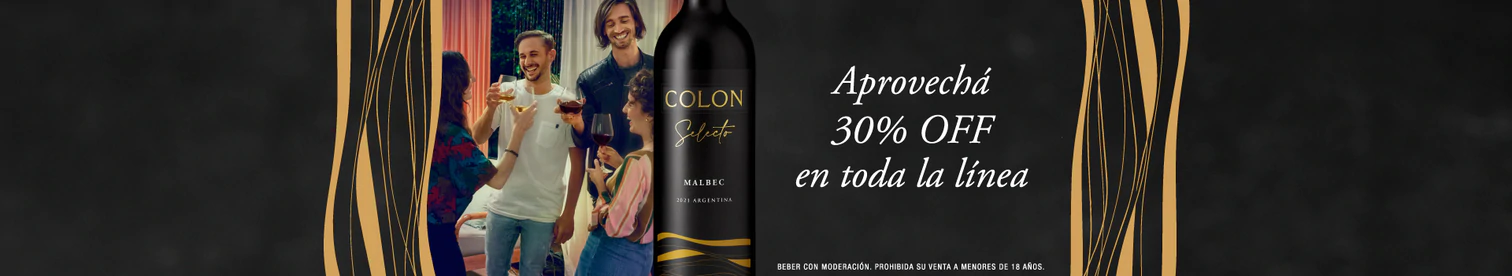 COLON
Selecto
MALBEC
2021 ARGENTINA
Aprovechá
30% OFF
en toda la línea
BEBER CON MODERACIÓN. PROHIBIDA SU VENTA A MENORES DE 18 AÑOS.